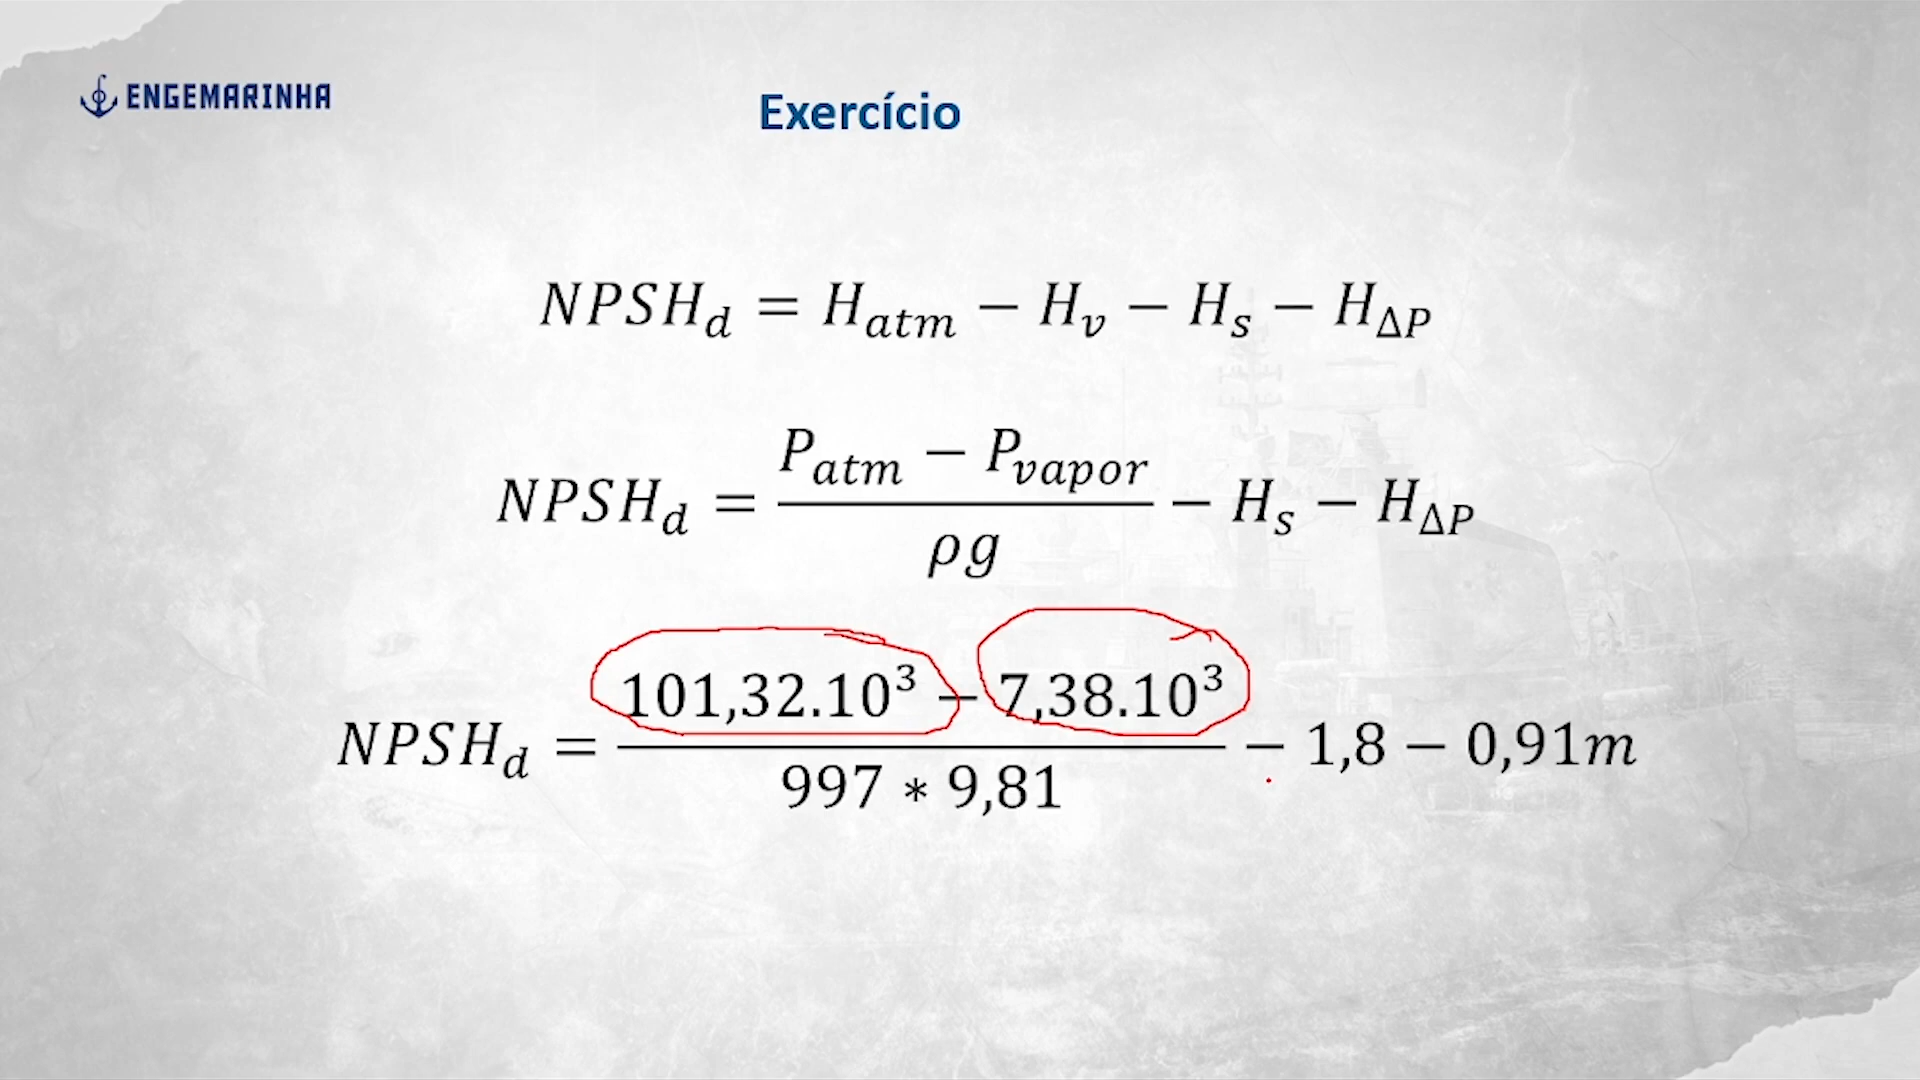 ENGEMARINHA
Exercício
NPSH_d = H_atm − H_v − H_s − H_ΔP
NPSH_d = (P_atm − P_vapor) / (ρg) − H_s − H_ΔP
NPSH_d = (101,32.10³ − 7,38.10³) / (997 * 9,81) − 1,8 − 0,91m